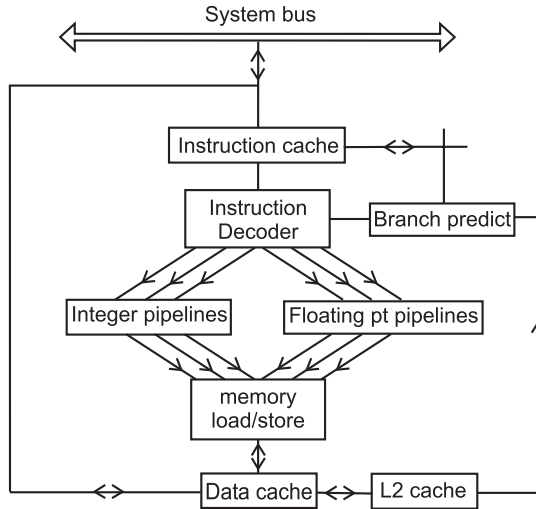 System bus
Instruction cache
Instruction
Decoder
Branch predict
Integer pipelines
Floating pt pipelines
memory
load/store
Data cache
L2 cache